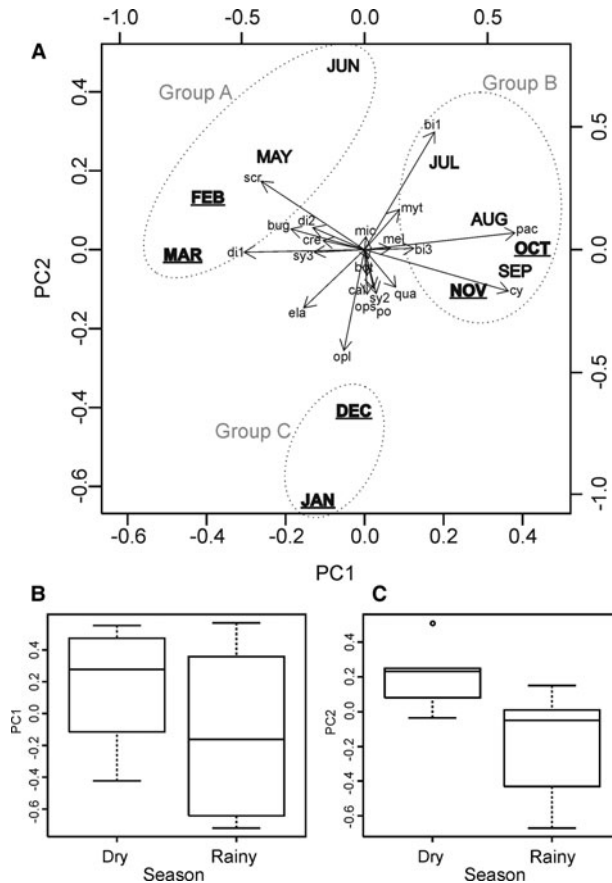 -0.5 0.0 0.5
A
JUN
Group A
Group B
0.4
bi1
0.5
MAY
JUL
scr
0.2
FEB
myt
di2
AUG
bug
mic
pac
cre
mel
OCT
0.0
MAR
di1
sy3
bi3
0.0
SEP
bot
NOV
cy
cal
sy2
qua
PC2
-0.2
ela
ops
po
opl
-0.5
-0.4
DEC
Group C
-0.6
JAN
-1.0
-0.6 -0.4 -0.2 0.0 0.2 0.4
PC1
B
C
0.4
0.2
0.0
-0.2
-0.4
-0.6
PC1
Dry Rainy
Season
0.4
0.2
0.0
-0.2
-0.4
-0.6
PC2
Dry Rainy
Season